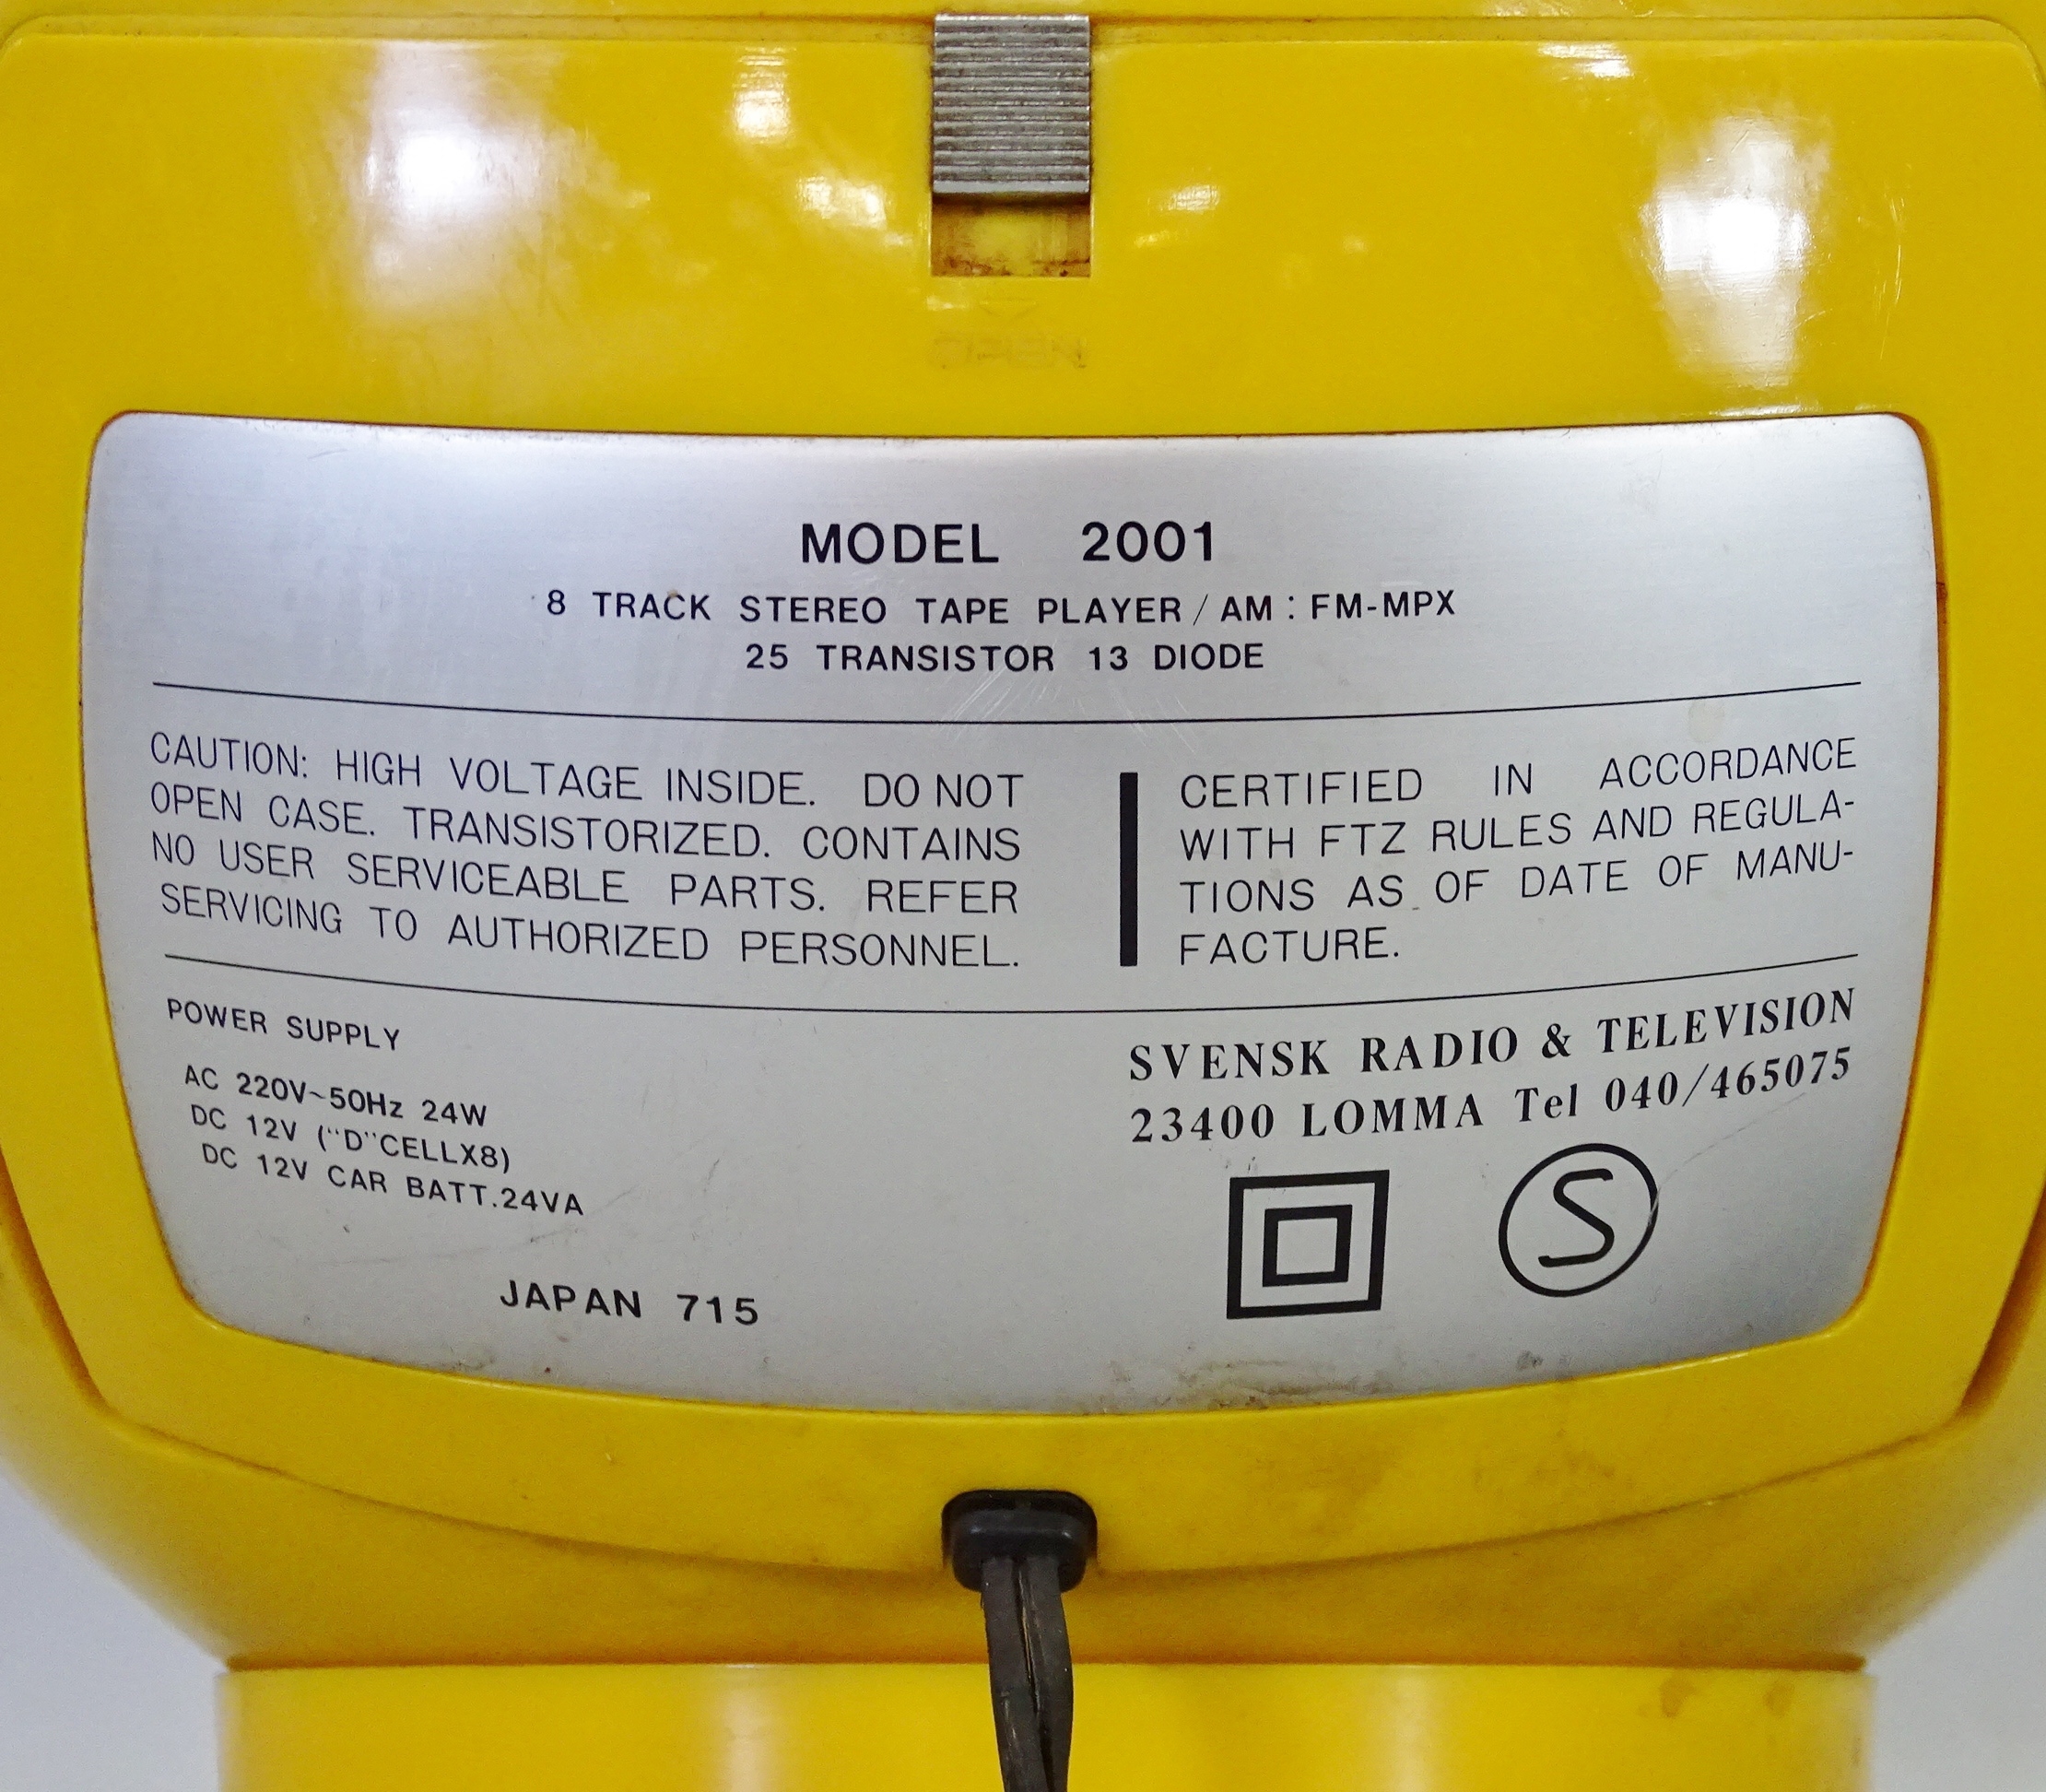 OPEN
MODEL 2001
8 TRACK STEREO TAPE PLAYER / AM : FM-MPX
25 TRANSISTOR 13 DIODE
CAUTION: HIGH VOLTAGE INSIDE. DO NOT
OPEN CASE. TRANSISTORIZED. CONTAINS
NO USER SERVICEABLE PARTS. REFER
SERVICING TO AUTHORIZED PERSONNEL.
CERTIFIED IN ACCORDANCE
WITH FTZ RULES AND REGULA-
TIONS AS OF DATE OF MANU-
FACTURE.
POWER SUPPLY
AC 220V~50Hz 24W
DC 12V ("D"CELLX8)
DC 12V CAR BATT.24VA
JAPAN 715
SVENSK RADIO & TELEVISION
23400 LOMMA Tel 040/465075
S